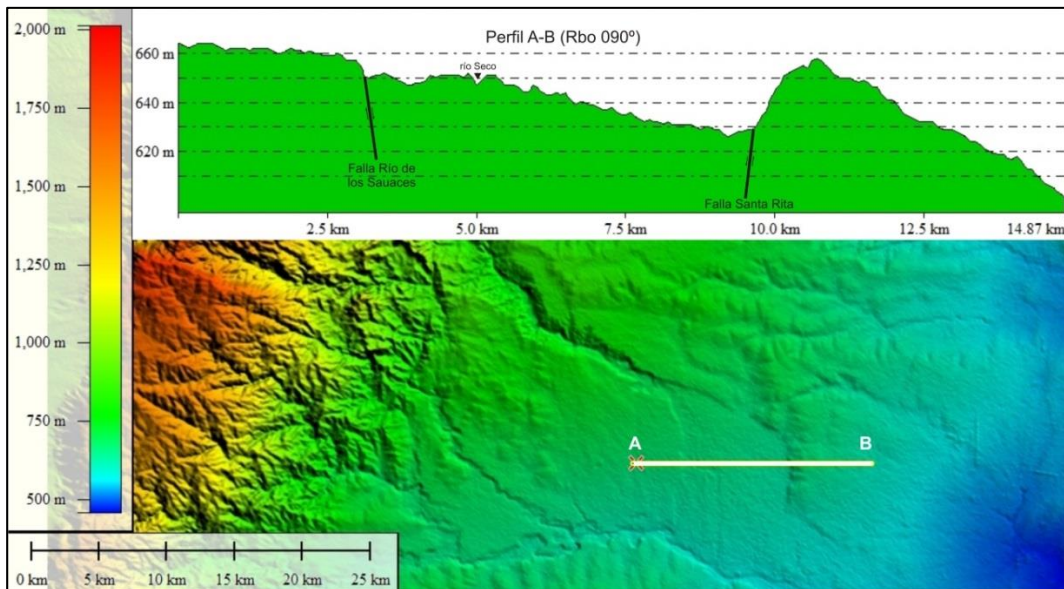 2,000 m
1,750 m
1,500 m
1,250 m
1,000 m
750 m
500 m
Perfil A-B (Rbo 090º)
río Seco
660 m
640 m
620 m
Falla Río de
los Sauaces
Falla Santa Rita
2.5 km
5.0 km
7.5 km
10.0 km
12.5 km
14.87 km
A
B
0 km
5 km
10 km
15 km
20 km
25 km